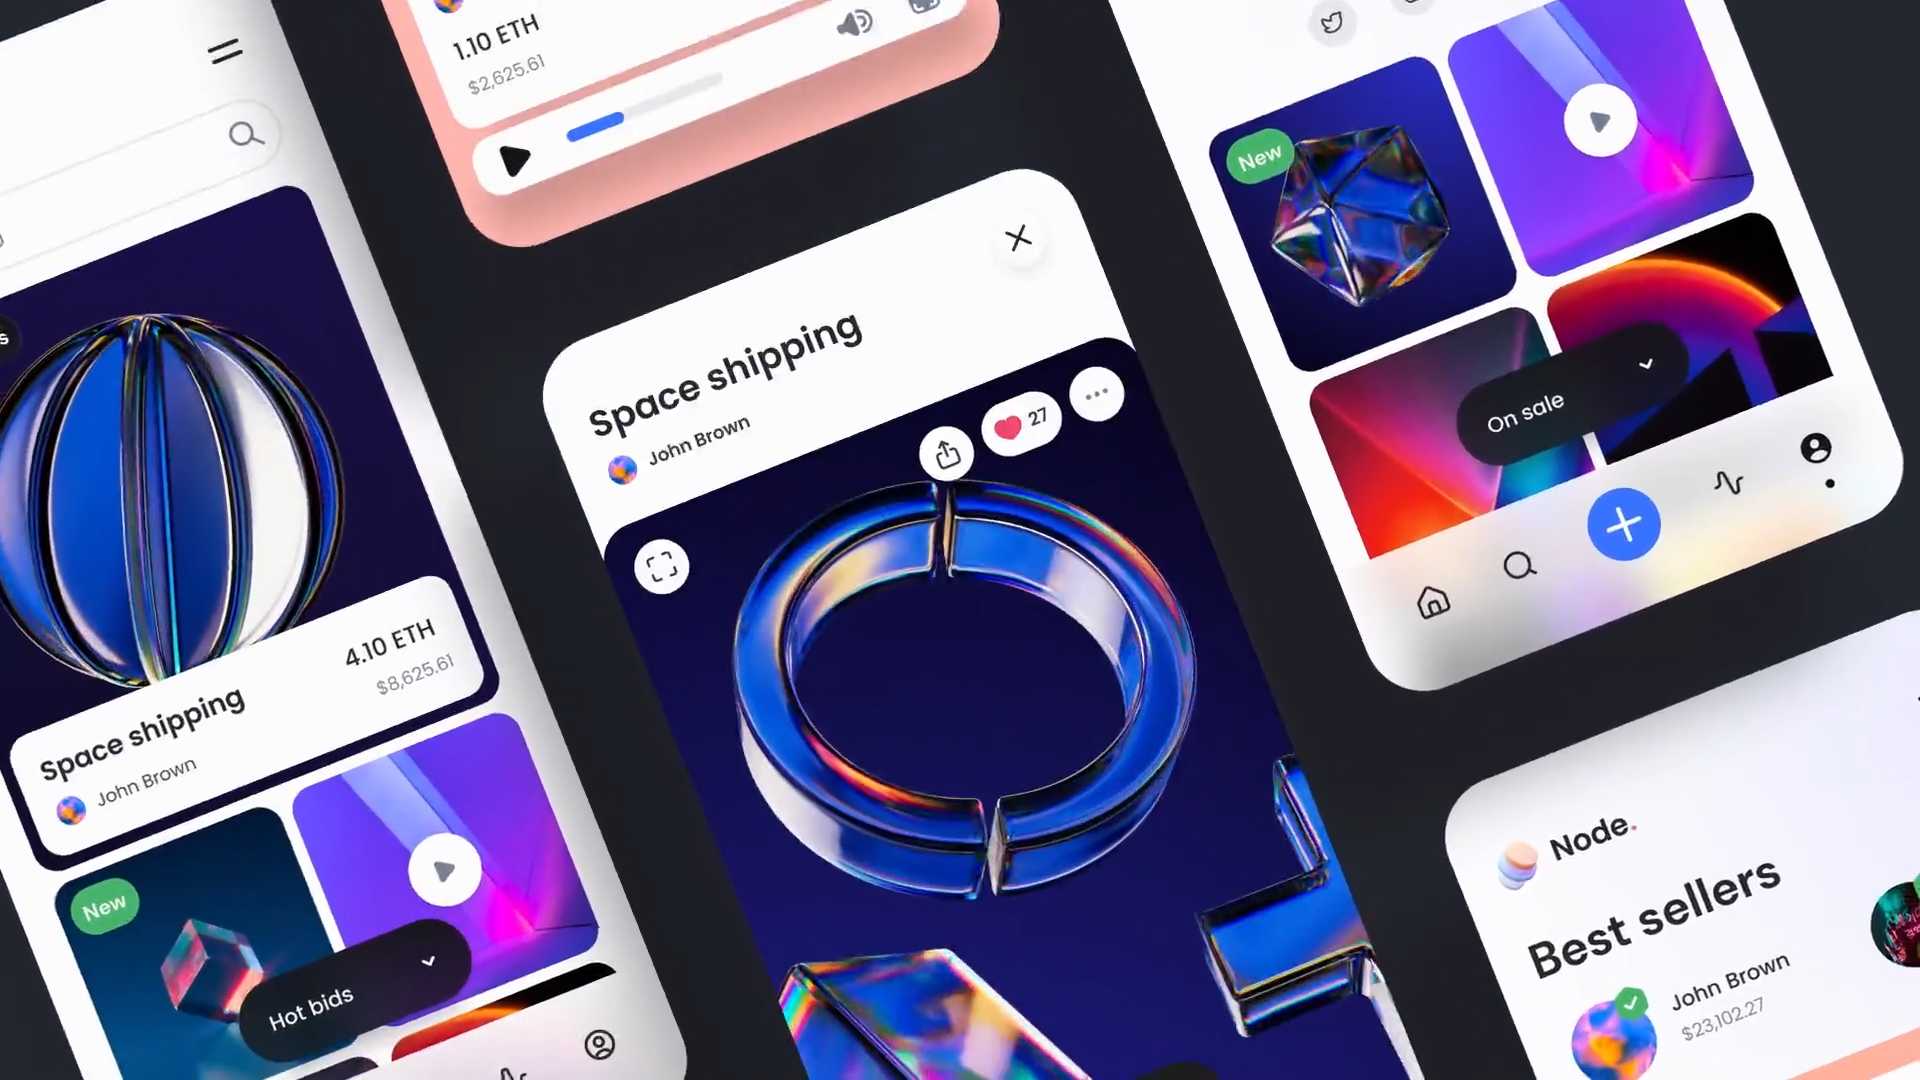 1.10 ETH
$2,625.61
4.10 ETH
$8,625.61
Space shipping
John Brown
New
Hot bids
Space shipping
John Brown
27
New
On sale
Node.
Best sellers
John Brown
$23,102.27